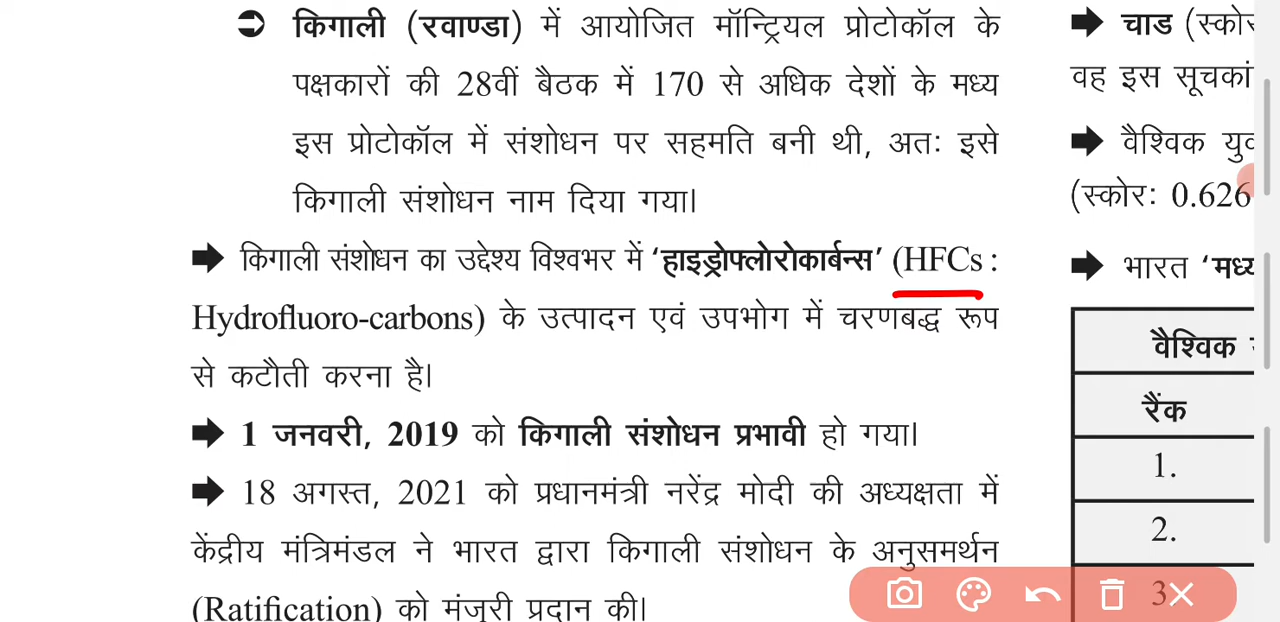 ➲ किगाली (रवाण्डा) में आयोजित मॉन्ट्रियल प्रोटोकॉल के
पक्षकारों की 28वीं बैठक में 170 से अधिक देशों के मध्य
इस प्रोटोकॉल में संशोधन पर सहमति बनी थी, अतः इसे
किगाली संशोधन नाम दिया गया।
➡ किगाली संशोधन का उद्देश्य विश्वभर में ‘हाइड्रोफ्लोरोकार्बन्स’ (HFCs :
Hydrofluoro-carbons) के उत्पादन एवं उपभोग में चरणबद्ध रूप
से कटौती करना है।
➡ 1 जनवरी, 2019 को किगाली संशोधन प्रभावी हो गया।
➡ 18 अगस्त, 2021 को प्रधानमंत्री नरेंद्र मोदी की अध्यक्षता में
केंद्रीय मंत्रिमंडल ने भारत द्वारा किगाली संशोधन के अनुसमर्थन
(Ratification) को मंजूरी प्रदान की।
➡ चाड (स्कोर
वह इस सूचकां
➡ वैश्विक
(स्कोर: 0.626
➡ भारत ‘मध्य
वैश्विक
रैंक
1.
2.
3